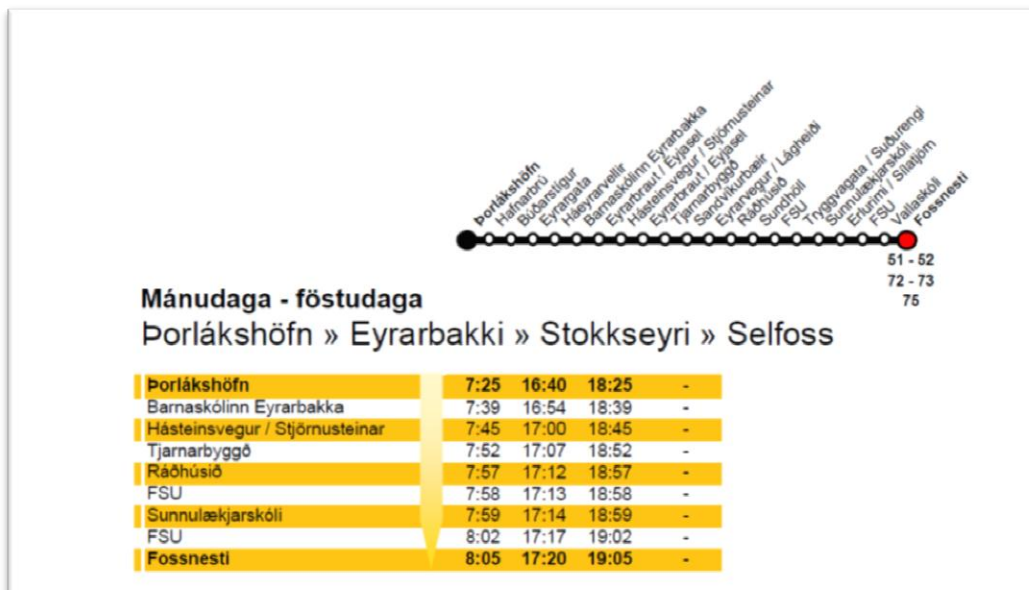 Þorlákshöfn
Hafnarbrú
Búðarstígur
Eyrargata
Háeyrarvellir
Barnaskólinn Eyrarbakka
Eyrarbraut / Eyjasel
Hásteinsvegur / Stjörnusteinar
Eyrarbraut / Eyjasel
Tjarnarbyggð
Sandvikurbæir
Eyrarvegur / Lágheiði
Ráðhúsið
Sundhöll
FSU
Tryggvagata / Suðurengi
Sunnulækjarskóli
Erlurimi / Sílatjörn
FSU
Vallaskóli
Fossnesti
51 - 52
72 - 73
75
Mánudaga - föstudaga
Þorlákshöfn » Eyrarbakki » Stokkseyri » Selfoss
Þorlákshöfn 7:25 16:40 18:25 -
Barnaskólinn Eyrarbakka 7:39 16:54 18:39 -
Hásteinsvegur / Stjörnusteinar 7:45 17:00 18:45 -
Tjarnarbyggð 7:52 17:07 18:52 -
Ráðhúsið 7:57 17:12 18:57 -
FSU 7:58 17:13 18:58 -
Sunnulækjarskóli 7:59 17:14 18:59 -
FSU 8:02 17:17 19:02 -
Fossnesti 8:05 17:20 19:05 -